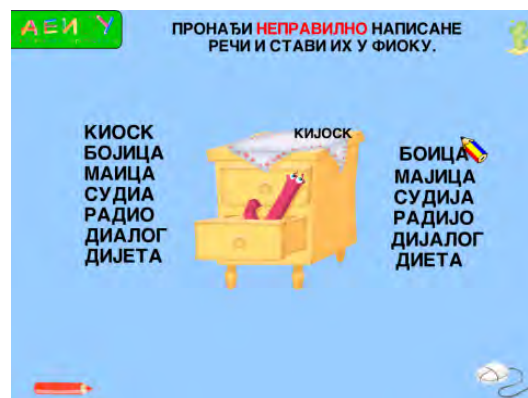 А Е И У
ПРОНАЂИ НЕПРАВИЛНО НАПИСАНЕ
РЕЧИ И СТАВИ ИХ У ФИОКУ.
КИЈОСК
КИОСК
БОЈИЦА
МАИЦА
СУДИА
РАДИО
ДИАЛОГ
ДИЈЕТА
БОИЦА
МАЈИЦА
СУДИЈА
РАДИЈО
ДИЈАЛОГ
ДИЕТА